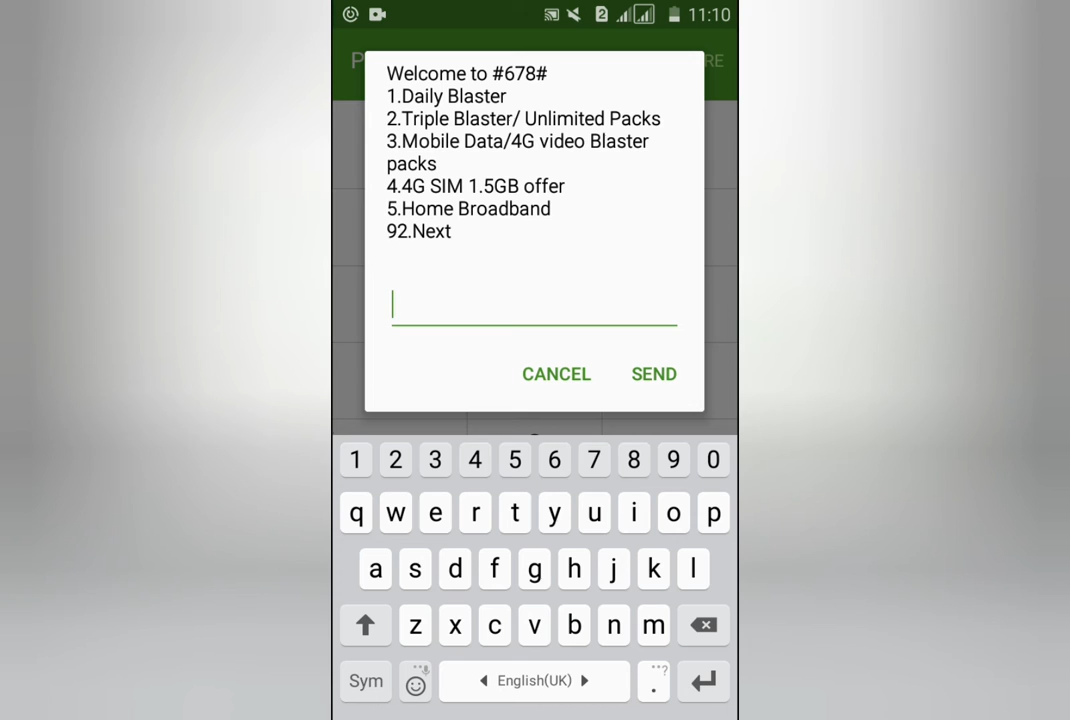 2 11:10
P RE
Welcome to #678#
1.Daily Blaster
2.Triple Blaster/ Unlimited Packs
3.Mobile Data/4G video Blaster
packs
4.4G SIM 1.5GB offer
5.Home Broadband
92.Next
CANCEL SEND
1 2 3 4 5 6 7 8 9 0
q w e r t y u i o p
a s d f g h j k l
z x c v b n m
Sym English(UK) . ,,?